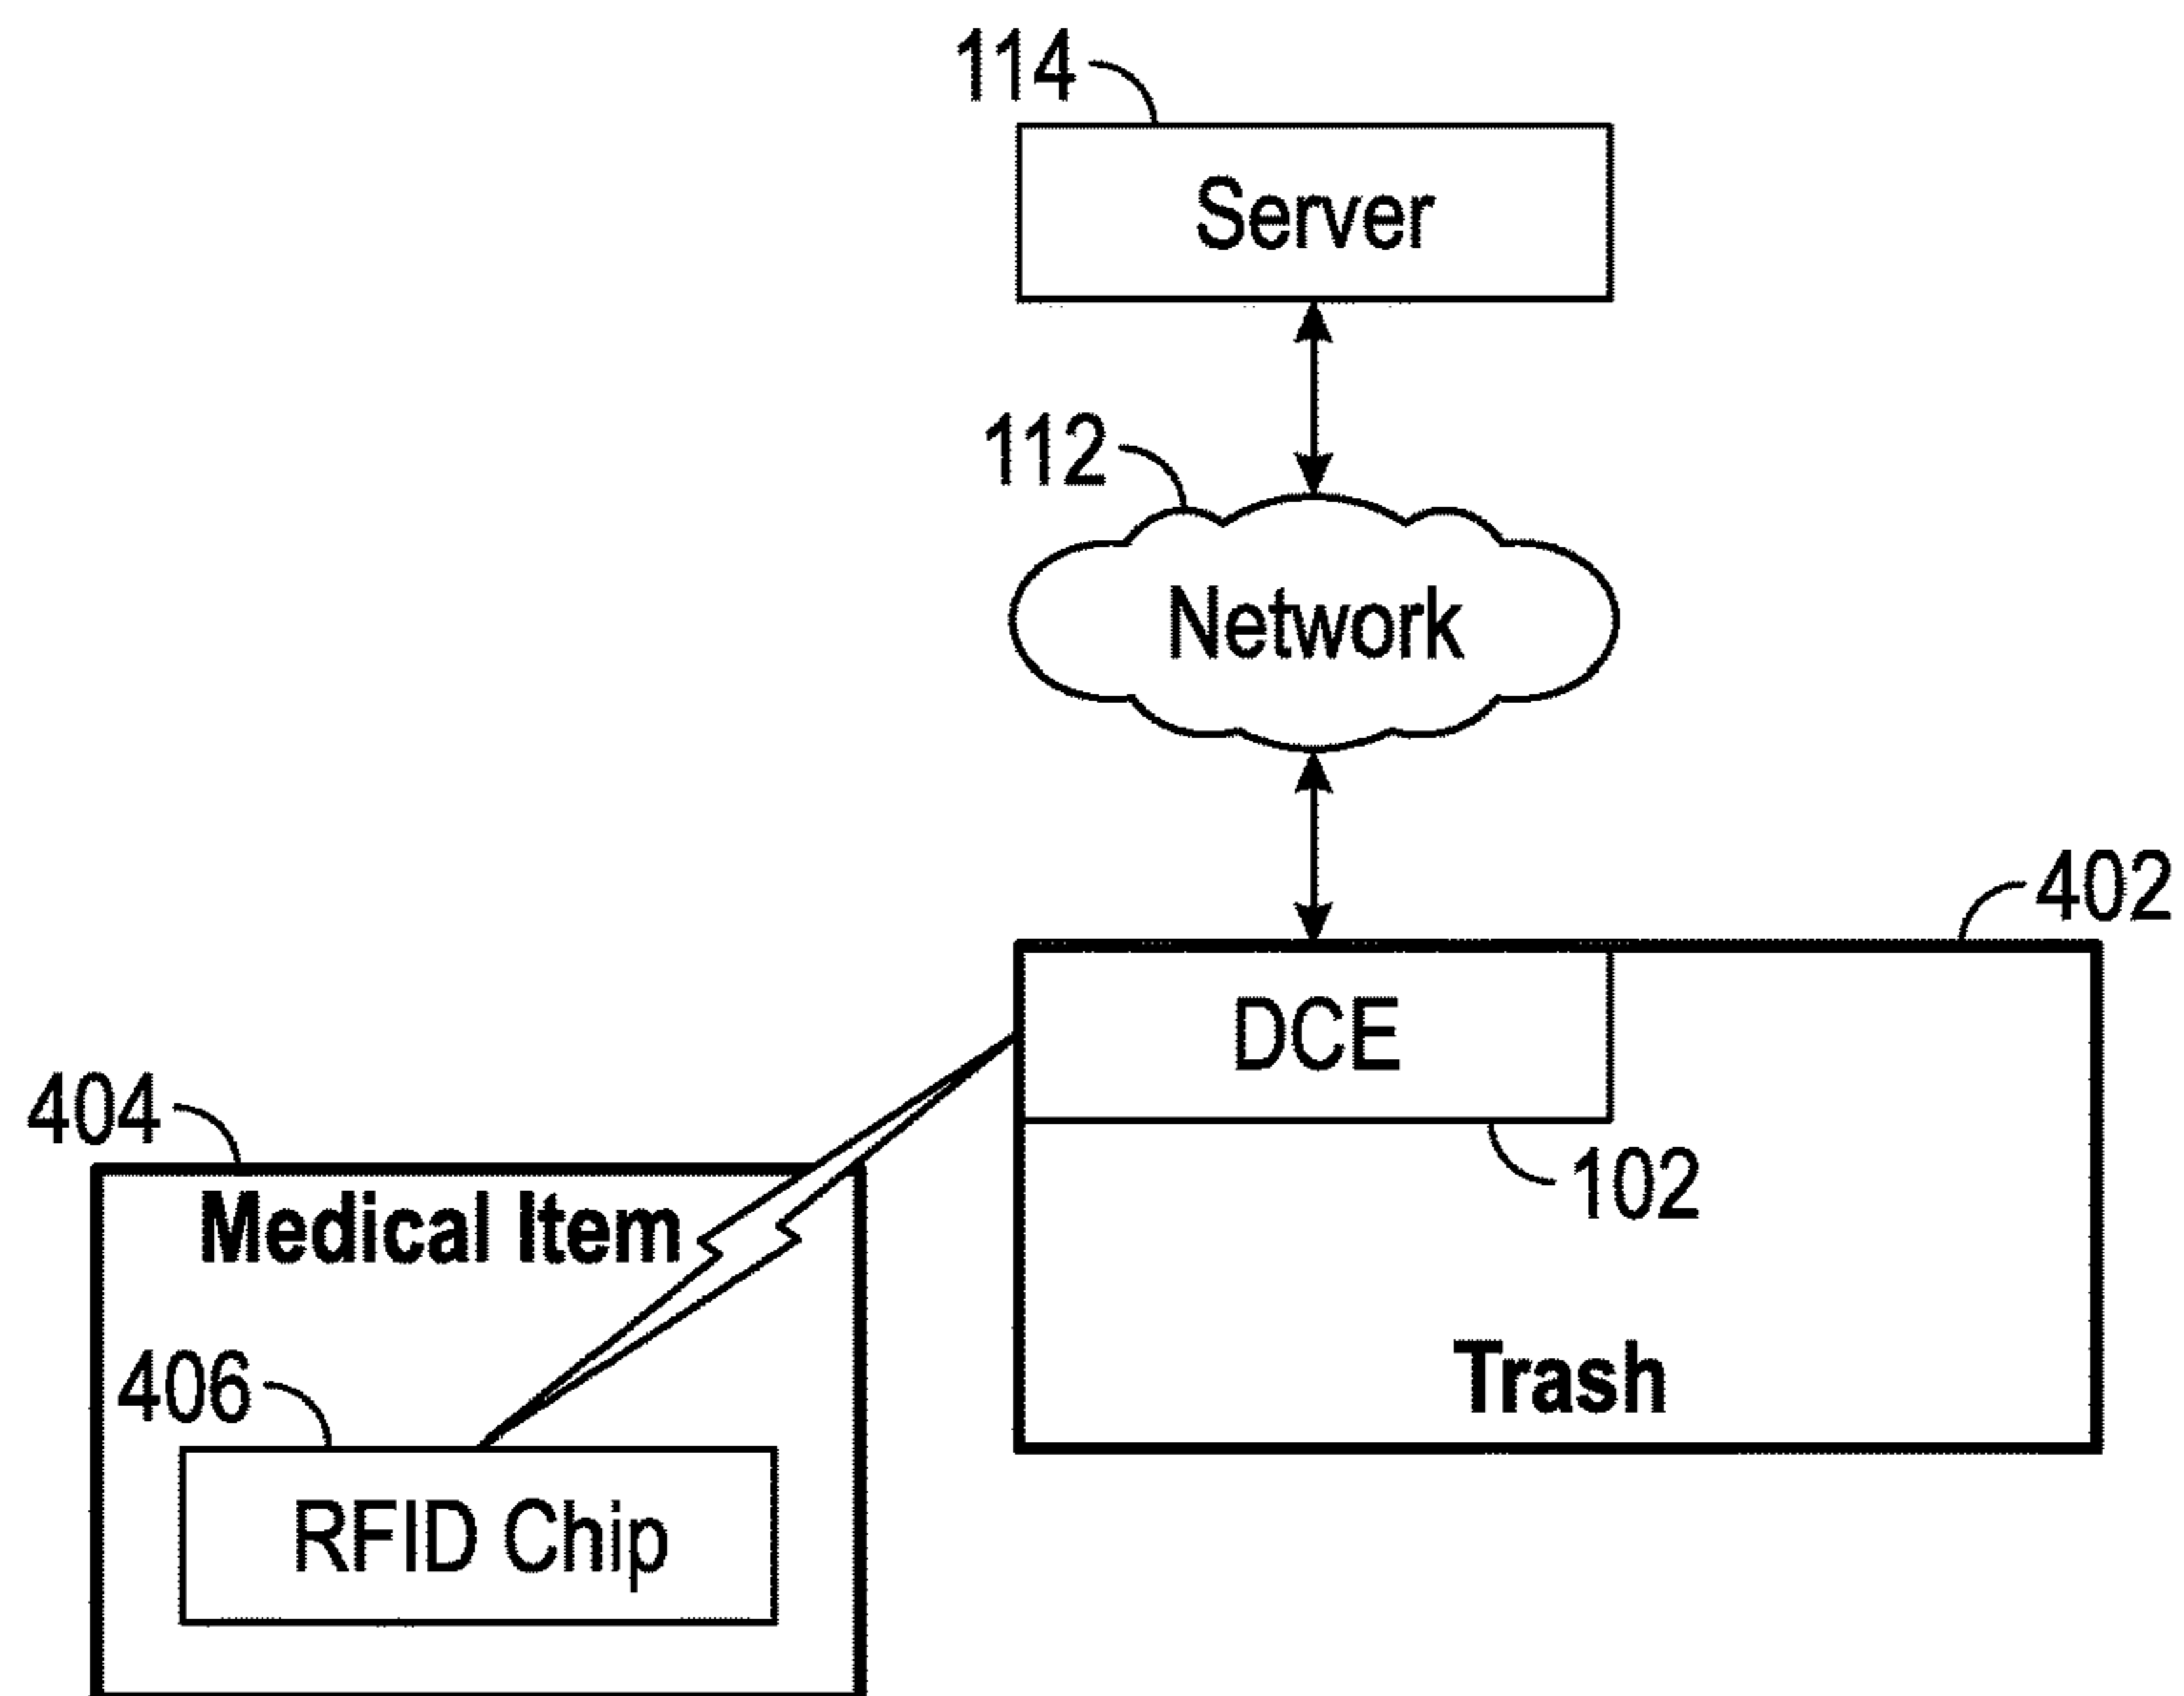 114
Server
112
Network
402
DCE
404
102
Medical Item
Trash
406
RFID Chip